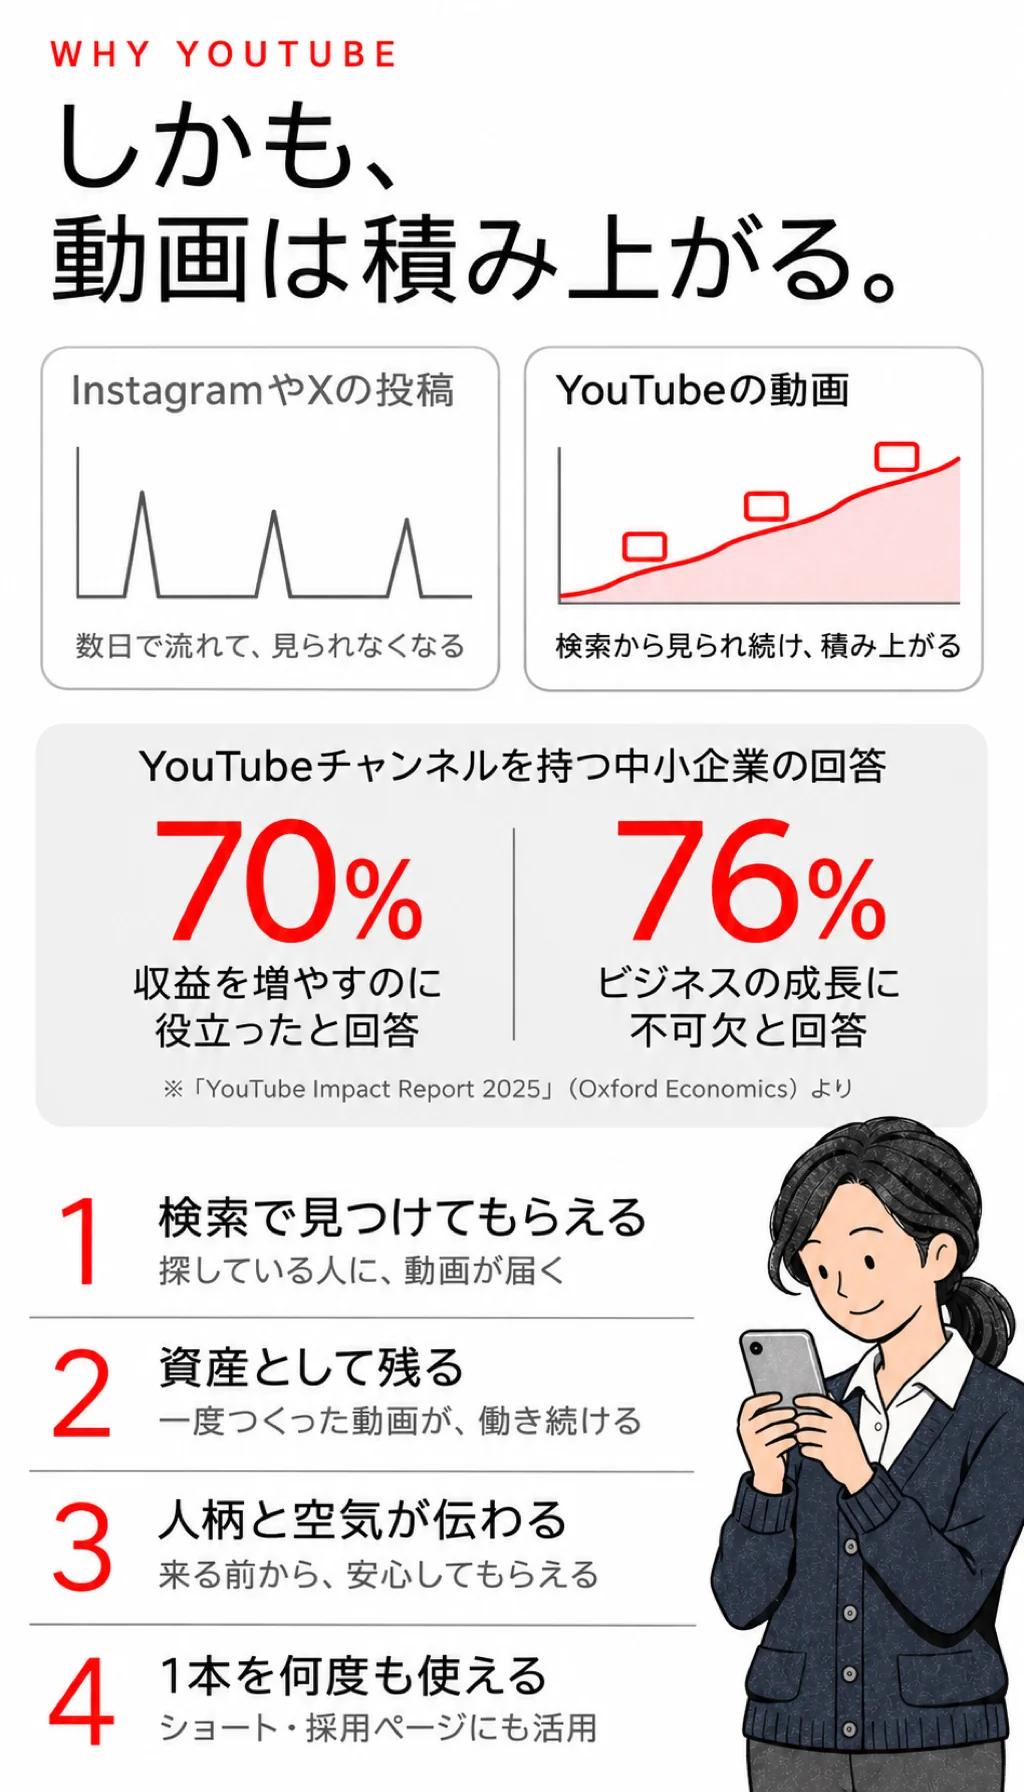 WHY YOUTUBE
しかも、
動画は積み上がる。
InstagramやXの投稿
数日で流れて、見られなくなる
YouTubeの動画
検索から見られ続け、積み上がる
YouTubeチャンネルを持つ中小企業の回答
70%
収益を増やすのに
役立ったと回答
76%
ビジネスの成長に
不可欠と回答
※「YouTube Impact Report 2025」（Oxford Economics）より
1
検索で見つけてもらえる
探している人に、動画が届く
2
資産として残る
一度つくった動画が、働き続ける
3
人柄と空気が伝わる
来る前から、安心してもらえる
4
1本を何度も使える
ショート・採用ページにも活用